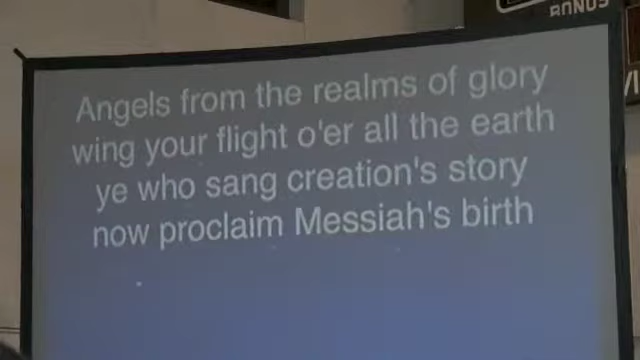 BONUS
Angels from the realms of glory
wing your flight o'er all the earth
ye who sang creation's story
now proclaim Messiah's birth